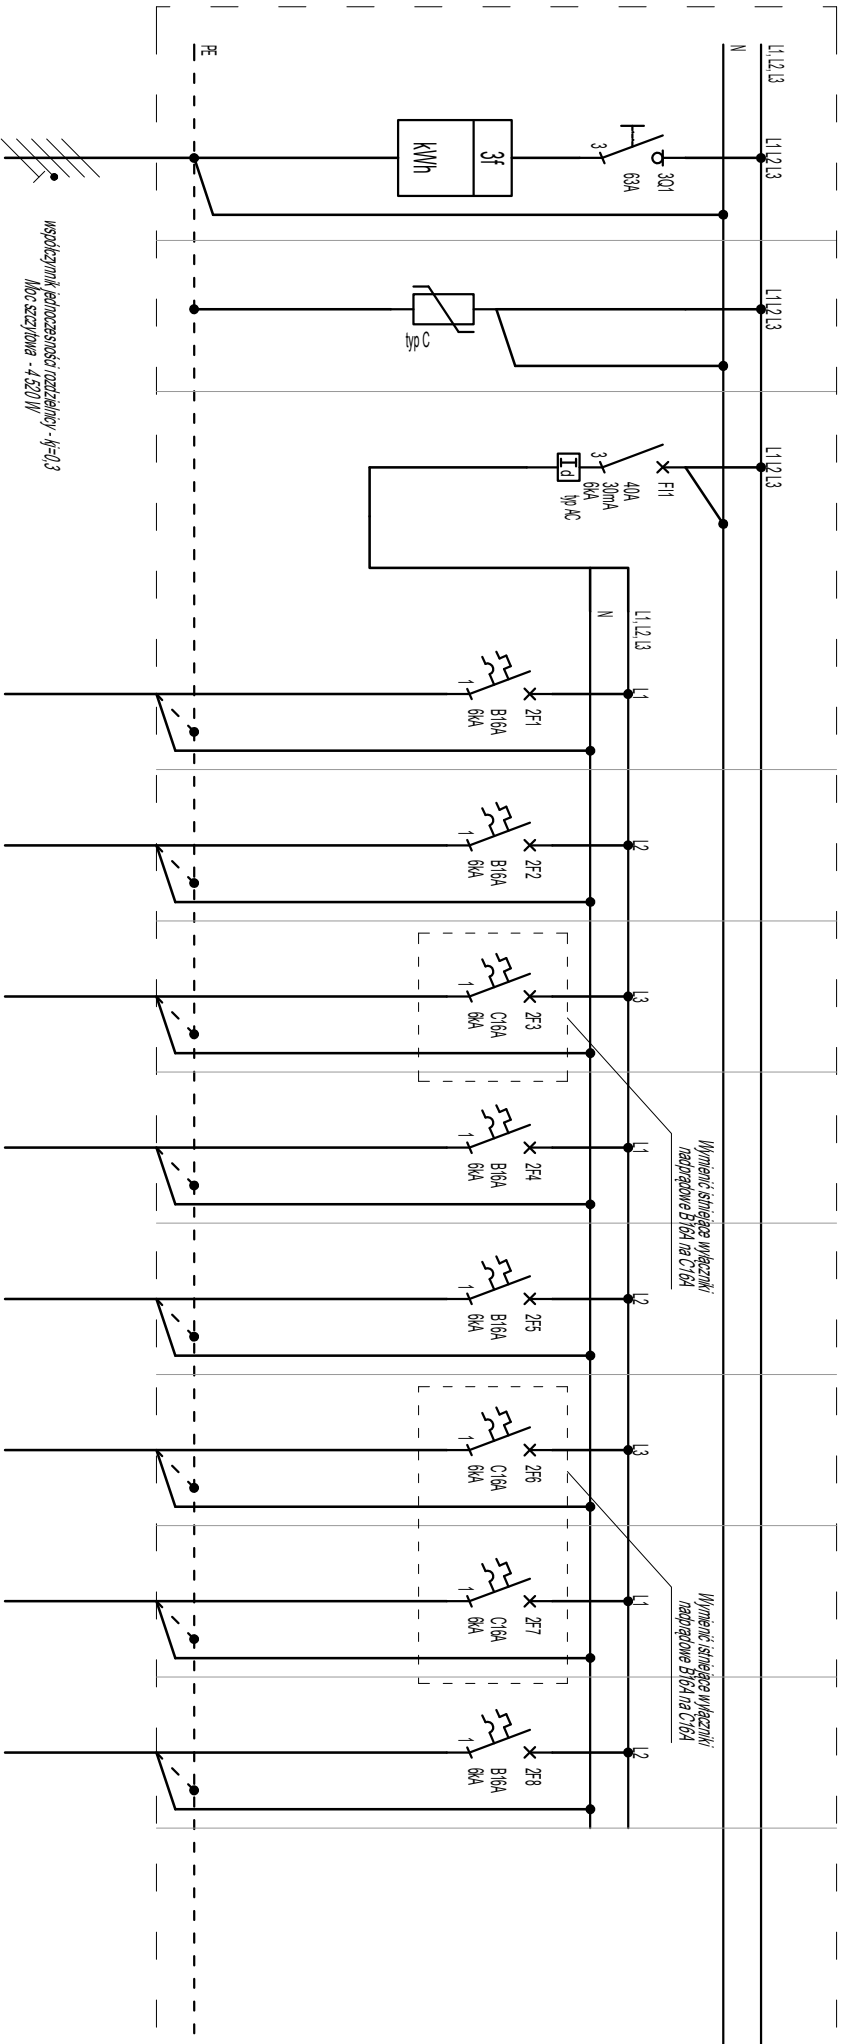 L1, L2, L3
N
PE
L1 L2 L3
3Q1
63A
3
3f
kWh
współczynnik jednoczesności rozdzielnicy - kj=0,3
Moc szczytowa - 4 520 W
L1 L2 L3
typ C
L1 L2 L3
FI1
40A
30mA
6kA
typ AC
3
Id
L1, L2, L3
N
L1
2F1
B16A
6kA
1
L2
2F2
B16A
6kA
1
L3
2F3
C16A
6kA
1
Wymienić istniejące wyłączniki
nadprądowe B16A na C16A
L1
2F4
B16A
6kA
1
L2
2F5
B16A
6kA
1
L3
2F6
C16A
6kA
1
Wymienić istniejące wyłączniki
nadprądowe B16A na C16A
L1
2F7
C16A
6kA
1
L2
2F8
B16A
6kA
1